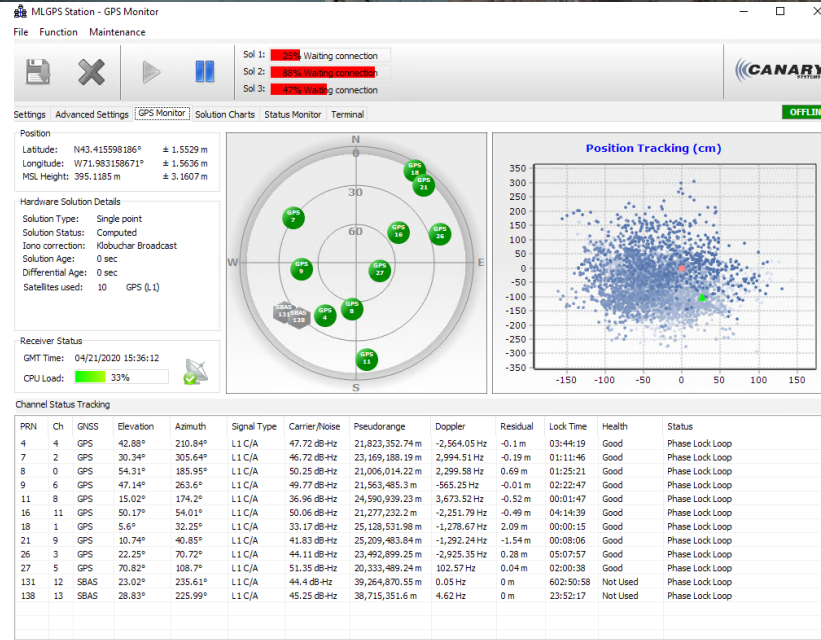 MLGPS Station - GPS Monitor
File Function Maintenance
Sol 1: 25% Waiting connection
Sol 2: 88% Waiting connection
Sol 3: 47% Waiting connection
CANARY
SYSTEMS
Settings Advanced Settings GPS Monitor Solution Charts Status Monitor Terminal
OFFLIN
Position
Latitude: N43.415598186° ± 1.5529 m
Longitude: W71.983158671° ± 1.5636 m
MSL Height: 395.1185 m ± 3.1607 m
Hardware Solution Details
Solution Type: Single point
Solution Status: Computed
Iono correction: Klobuchar Broadcast
Solution Age: 0 sec
Differential Age: 0 sec
Satellites used: 10 GPS (L1)
Receiver Status
GMT Time: 04/21/2020 15:36:12
CPU Load: 33%
N
0
30
60
W
E
S
GPS
18
GPS
21
GPS
7
GPS
16
GPS
26
GPS
9
GPS
27
SBAS
131
SBAS
138
GPS
4
GPS
8
GPS
11
Position Tracking (cm)
350
300
250
200
150
100
50
0
-50
-100
-150
-200
-250
-300
-350
-150 -100 -50 0 50 100 150
Channel Status Tracking
PRN Ch GNSS Elevation Azimuth Signal Type Carrier/Noise Pseudorange Doppler Residual Lock Time Health Status
4 4 GPS 42.88° 210.84° L1 C/A 47.72 dB-Hz 21,823,352.74 m -2,564.05 Hz -0.1 m 03:44:19 Good Phase Lock Loop
7 2 GPS 30.34° 305.64° L1 C/A 46.72 dB-Hz 23,169,188.19 m 2,994.51 Hz -0.19 m 01:11:46 Good Phase Lock Loop
8 0 GPS 54.31° 185.95° L1 C/A 50.25 dB-Hz 21,006,014.22 m 2,299.58 Hz 0.69 m 01:25:21 Good Phase Lock Loop
9 6 GPS 47.14° 263.6° L1 C/A 49.77 dB-Hz 21,563,485.3 m -565.25 Hz -0.01 m 02:22:47 Good Phase Lock Loop
11 8 GPS 15.02° 174.2° L1 C/A 36.96 dB-Hz 24,590,939.23 m 3,673.52 Hz -0.52 m 00:01:47 Good Phase Lock Loop
16 11 GPS 50.17° 54.01° L1 C/A 50.06 dB-Hz 21,277,232.2 m -2,251.79 Hz -0.49 m 04:14:39 Good Phase Lock Loop
18 1 GPS 5.6° 32.25° L1 C/A 33.17 dB-Hz 25,128,531.98 m -1,278.67 Hz 2.09 m 00:00:15 Good Phase Lock Loop
21 9 GPS 10.74° 40.85° L1 C/A 41.83 dB-Hz 25,209,483.84 m -1,292.24 Hz -1.54 m 00:08:06 Good Phase Lock Loop
26 3 GPS 22.25° 70.72° L1 C/A 44.11 dB-Hz 23,492,899.25 m -2,925.35 Hz 0.28 m 05:07:57 Good Phase Lock Loop
27 5 GPS 70.82° 108.7° L1 C/A 51.35 dB-Hz 20,333,489.24 m 102.57 Hz 0.04 m 02:00:38 Good Phase Lock Loop
131 12 SBAS 23.02° 235.61° L1 C/A 44.4 dB-Hz 39,264,870.55 m 0.05 Hz 0 m 602:50:58 Not Used Phase Lock Loop
138 13 SBAS 28.83° 225.99° L1 C/A 45.25 dB-Hz 38,715,351.6 m 4.62 Hz 0 m 23:52:17 Not Used Phase Lock Loop